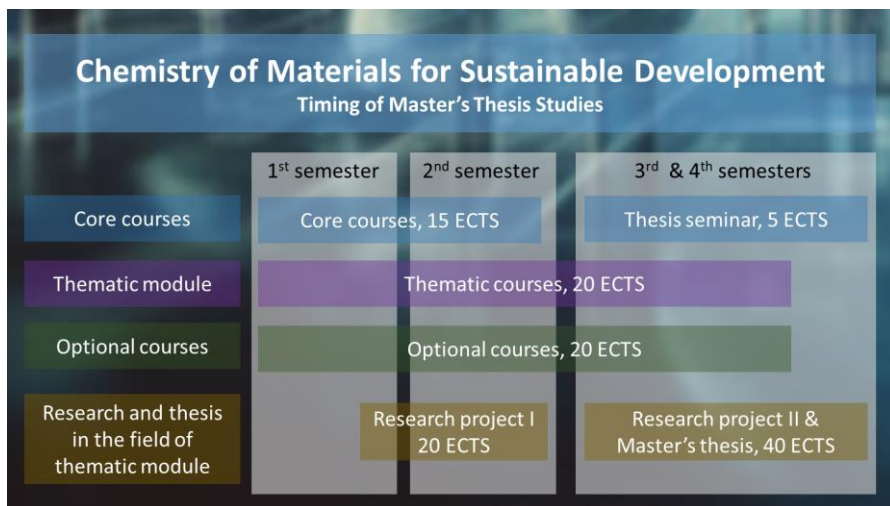 Chemistry of Materials for Sustainable Development
Timing of Master's Thesis Studies
1st semester
2nd semester
3rd & 4th semesters
Core courses
Core courses, 15 ECTS
Thesis seminar, 5 ECTS
Thematic module
Thematic courses, 20 ECTS
Optional courses
Optional courses, 20 ECTS
Research and thesis
in the field of
thematic module
Research project I
20 ECTS
Research project II &
Master's thesis, 40 ECTS